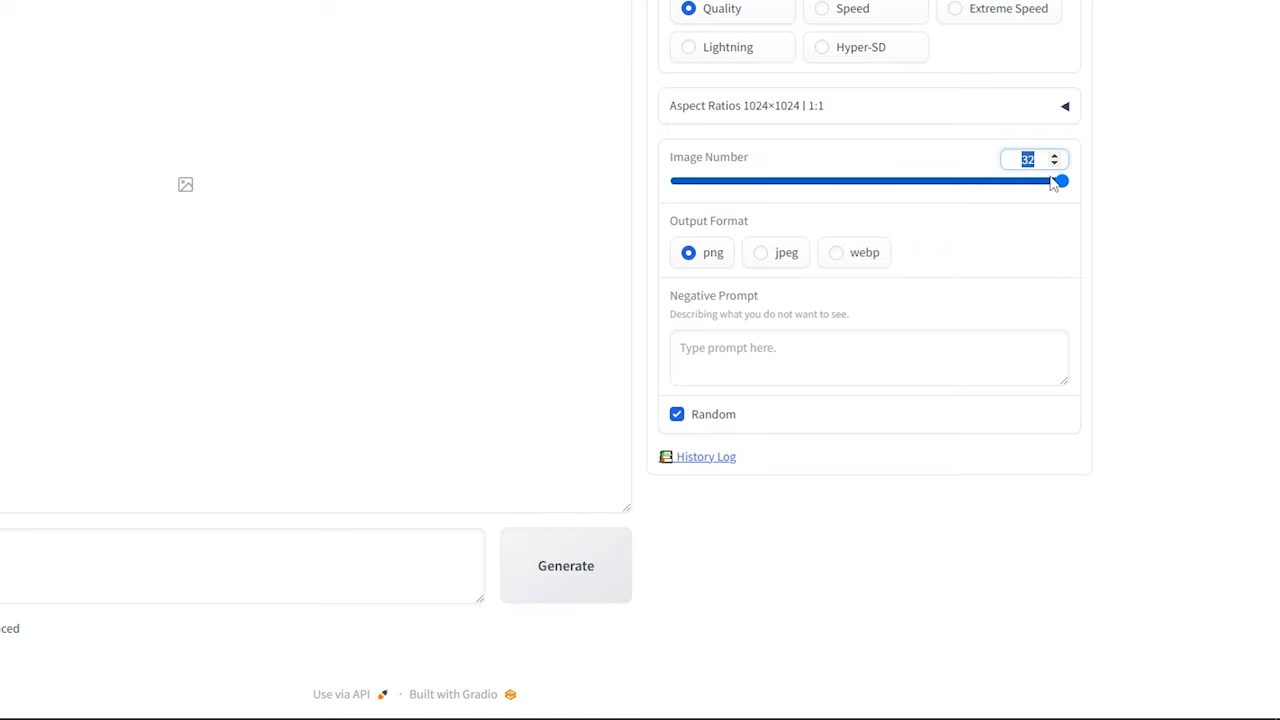 Quality Speed Extreme Speed
Lightning Hyper-SD
Aspect Ratios 1024×1024 | 1:1
Image Number 32
Output Format
png jpeg webp
Negative Prompt
Describing what you do not want to see.
Type prompt here.
Random
History Log
Generate
ced
Use via API · Built with Gradio